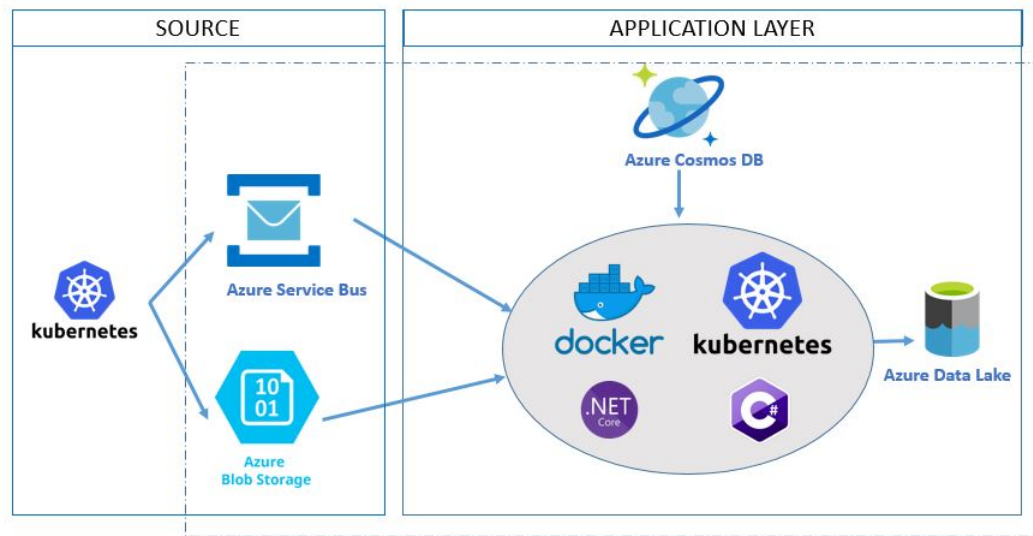 SOURCE
APPLICATION LAYER
Azure Cosmos DB
Azure Service Bus
kubernetes
docker
kubernetes
Azure Data Lake
10
01
.NET
Core
C#
Azure
Blob Storage